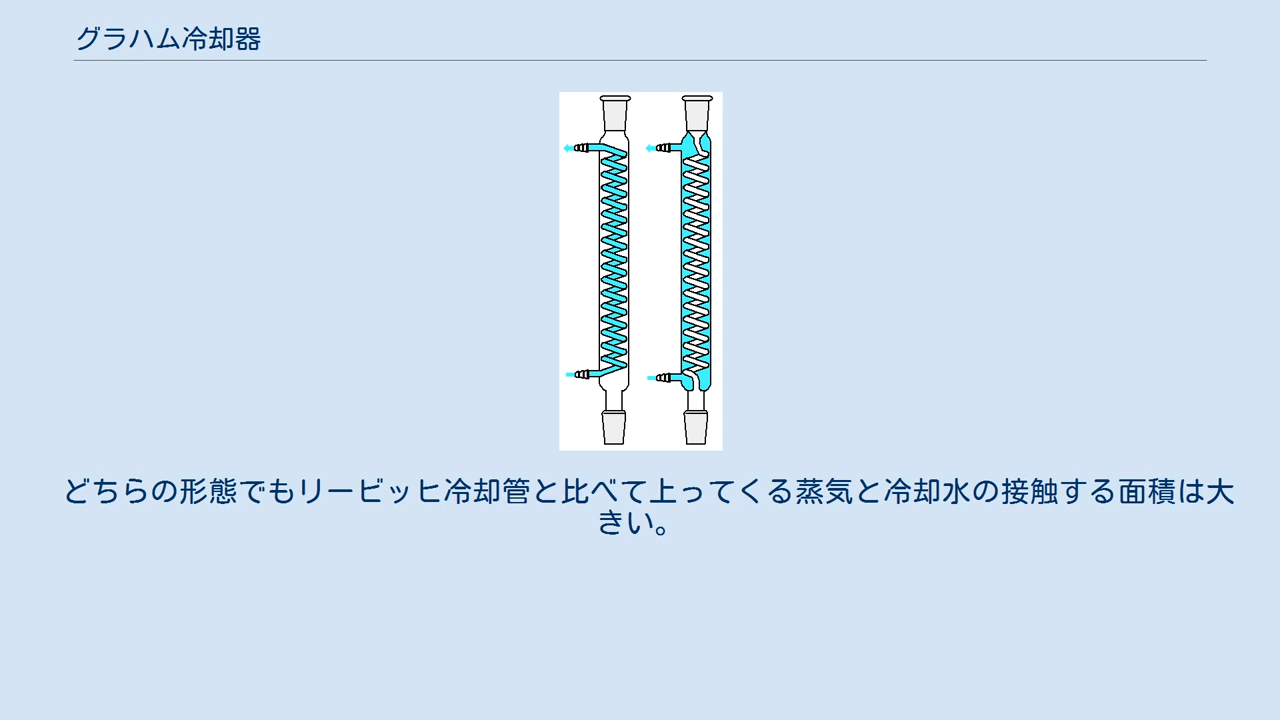 グラハム冷却器
どちらの形態でもリービッヒ冷却管と比べて上ってくる蒸気と冷却水の接触する面積は大
きい。